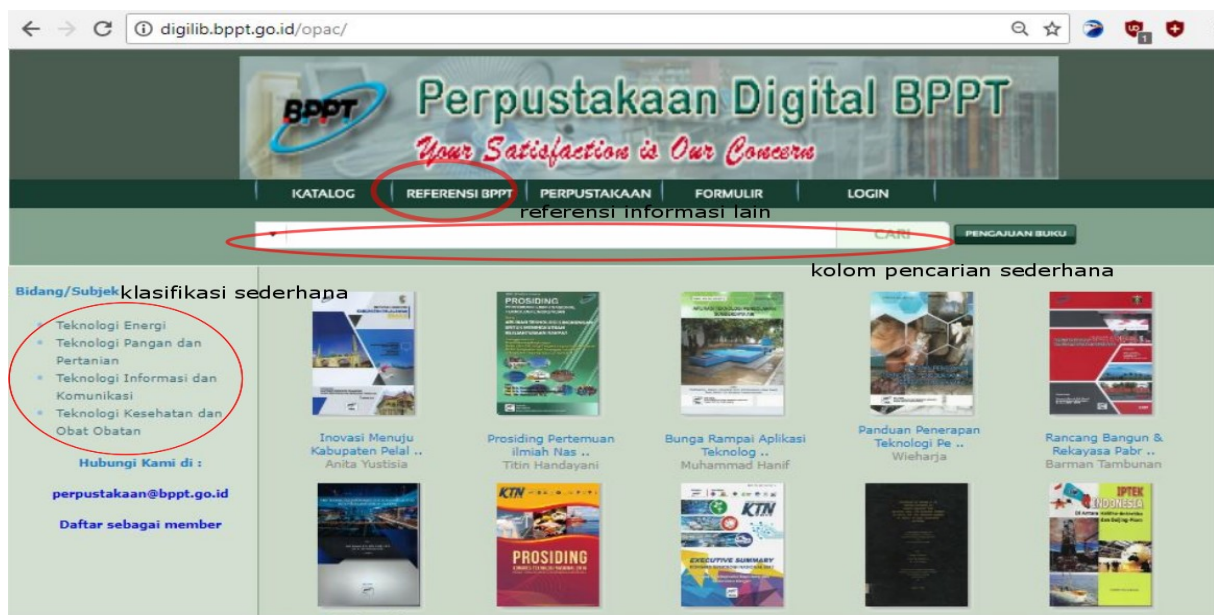 digilib.bppt.go.id/opac/
BPPT
Perpustakaan Digital BPPT
Your Satisfaction is Our Concern
KATALOG
REFERENSI BPPT
PERPUSTAKAAN
FORMULIR
LOGIN
referensi informasi lain
CARI
PENGAJUAN BUKU
kolom pencarian sederhana
Bidang/Subjek
klasifikasi sederhana
Teknologi Energi
Teknologi Pangan dan
Pertanian
Teknologi Informasi dan
Komunikasi
Teknologi Kesehatan dan
Obat Obatan
Hubungi Kami di :
perpustakaan@bppt.go.id
Daftar sebagai member
PROSIDING
Inovasi Menuju
Kabupaten Pelal ..
Anita Yustisia
Prosiding Pertemuan
ilmiah Nas ..
Titin Handayani
Bunga Rampai Aplikasi
Teknolog ..
Muhammad Hanif
Panduan Penerapan
Teknologi Pe ..
Wieharja
Rancang Bangun &
Rekayasa Pabr ..
Barman Tambunan
KTN
PROSIDING
KTN
EXECUTIVE SUMMARY
IPTEK
INDONESIA